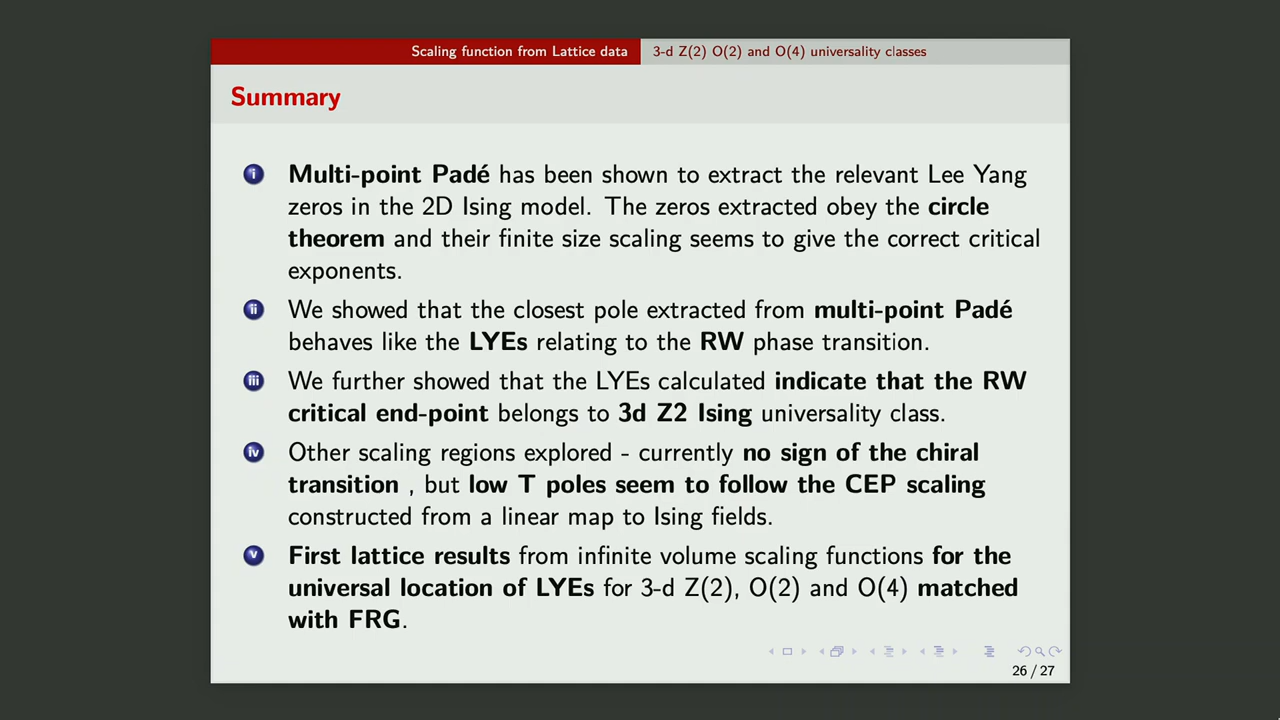 Scaling function from Lattice data
3-d Z(2) O(2) and O(4) universality classes
Summary
i Multi-point Padé has been shown to extract the relevant Lee Yang
zeros in the 2D Ising model. The zeros extracted obey the circle
theorem and their finite size scaling seems to give the correct critical
exponents.
ii We showed that the closest pole extracted from multi-point Padé
behaves like the LYEs relating to the RW phase transition.
iii We further showed that the LYEs calculated indicate that the RW
critical end-point belongs to 3d Z2 Ising universality class.
iv Other scaling regions explored - currently no sign of the chiral
transition , but low T poles seem to follow the CEP scaling
constructed from a linear map to Ising fields.
v First lattice results from infinite volume scaling functions for the
universal location of LYEs for 3-d Z(2), O(2) and O(4) matched
with FRG.
26 / 27